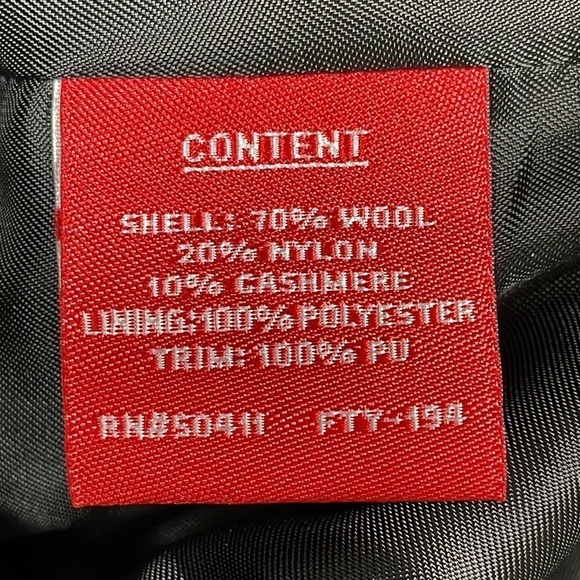 CONTENT
SHELL: 70% WOOL
20% NYLON
10% CASHMERE
LINING:100% POLYESTER
TRIM: 100% PU
RN#50411 FTY-194